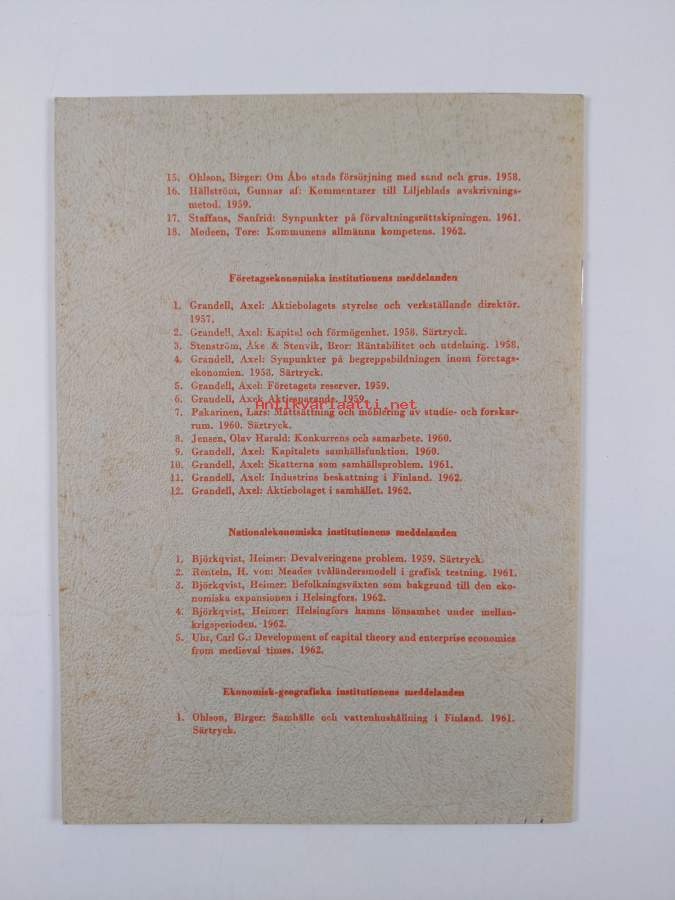 15. Ohlson, Birger: Om Åbo stads försörjning med sand och grus. 1958.
16. Hällström, Gunnar af: Kommentarer till Liljeblads avskrivnings-
metod. 1959.
17. Staffans, Sanfrid: Synpunkter på förvaltningsrättskipningen. 1961.
18. Modeen, Tore: Kommunens allmänna kompetens. 1962.
Företagsekonomiska institutionens meddelanden
1. Grandell, Axel: Aktiebolagets styrelse och verkställande direktör.
1957.
2. Grandell, Axel: Kapital och förmögenhet. 1958. Särtryck.
3. Stenström, Åke & Stenvik, Bror: Räntabilitet och utdelning. 1958.
4. Grandell, Axel: Synpunkter på begreppsbildningen inom företags-
ekonomien. 1958. Särtryck.
5. Grandell, Axel: Företagets reserver. 1959.
6. Grandell, Axel: Aktiesparande. 1959.
Antikvariaatti.net
7. Pakarinen, Lars: Måttsättning och möblering av studie- och forskar-
rum. 1960. Särtryck.
8. Jensen, Olav Harald: Konkurrens och samarbete. 1960.
9. Grandell, Axel: Kapitalets samhällsfunktion. 1960.
10. Grandell, Axel: Skatterna som samhällsproblem. 1961.
11. Grandell, Axel: Industrins beskattning i Finland. 1962.
12. Grandell, Axel: Aktiebolaget i samhället. 1962.
Nationalekonomiska institutionens meddelanden
1. Björkqvist, Heimer: Devalveringens problem. 1959. Särtryck.
2. Renteln, H. von: Meades tvåländersmodell i grafisk testning. 1961.
3. Björkqvist, Heimer: Befolkningsväxten som bakgrund till den eko-
nomiska expansionen i Helsingfors. 1962.
4. Björkqvist, Heimer: Helsingfors hamns lönsamhet under mellan-
krigsperioden. 1962.
5. Uhr, Carl G.: Development of capital theory and enterprise economics
from medieval times. 1962.
Ekonomisk-geografiska institutionens meddelanden
1. Ohlson, Birger: Samhälle och vattenhushållning i Finland. 1961.
Särtryck.